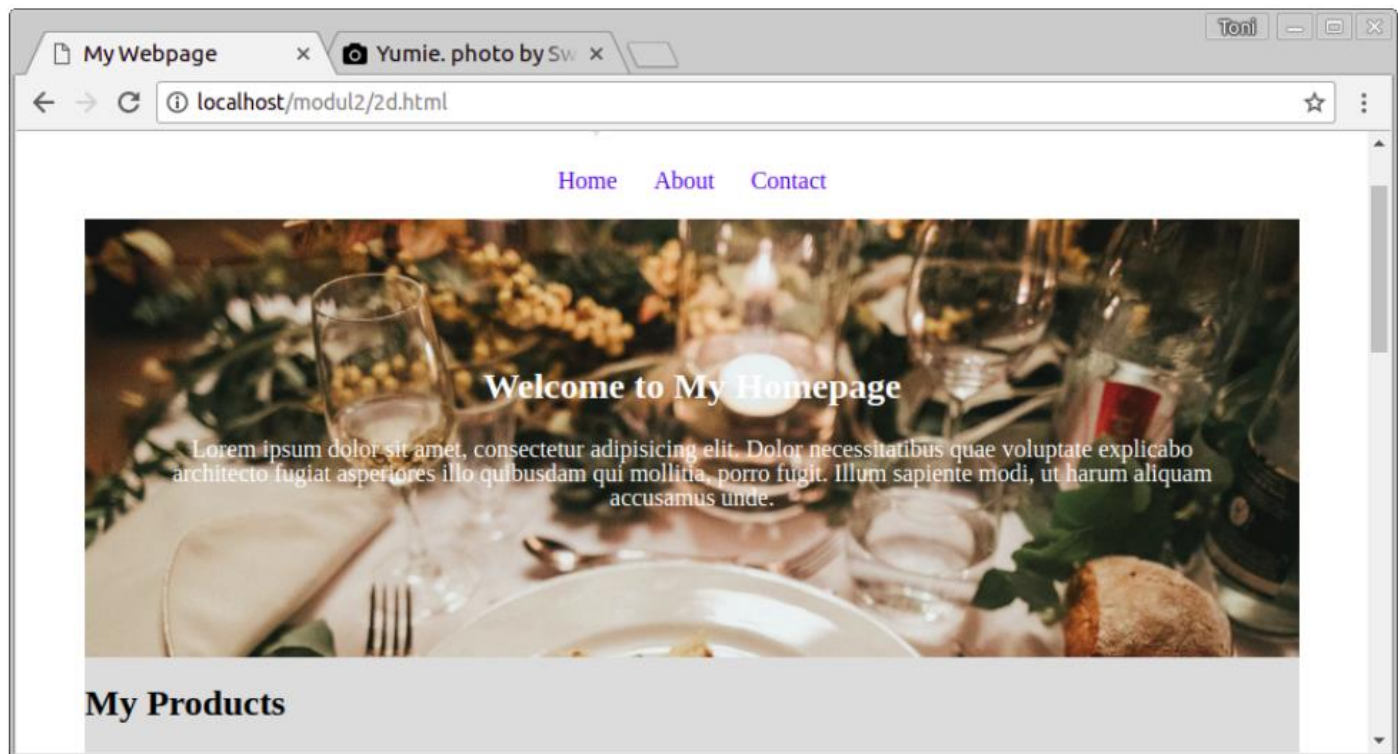 Toni
My Webpage
Yumie. photo by Sw
localhost/modul2/2d.html
Home About Contact
Welcome to My Homepage
Lorem ipsum dolor sit amet, consectetur adipisicing elit. Dolor necessitatibus quae voluptate explicabo
architecto fugiat asperiores illo quibusdam qui mollitia, porro fugit. Illum sapiente modi, ut harum aliquam
accusamus unde.
My Products